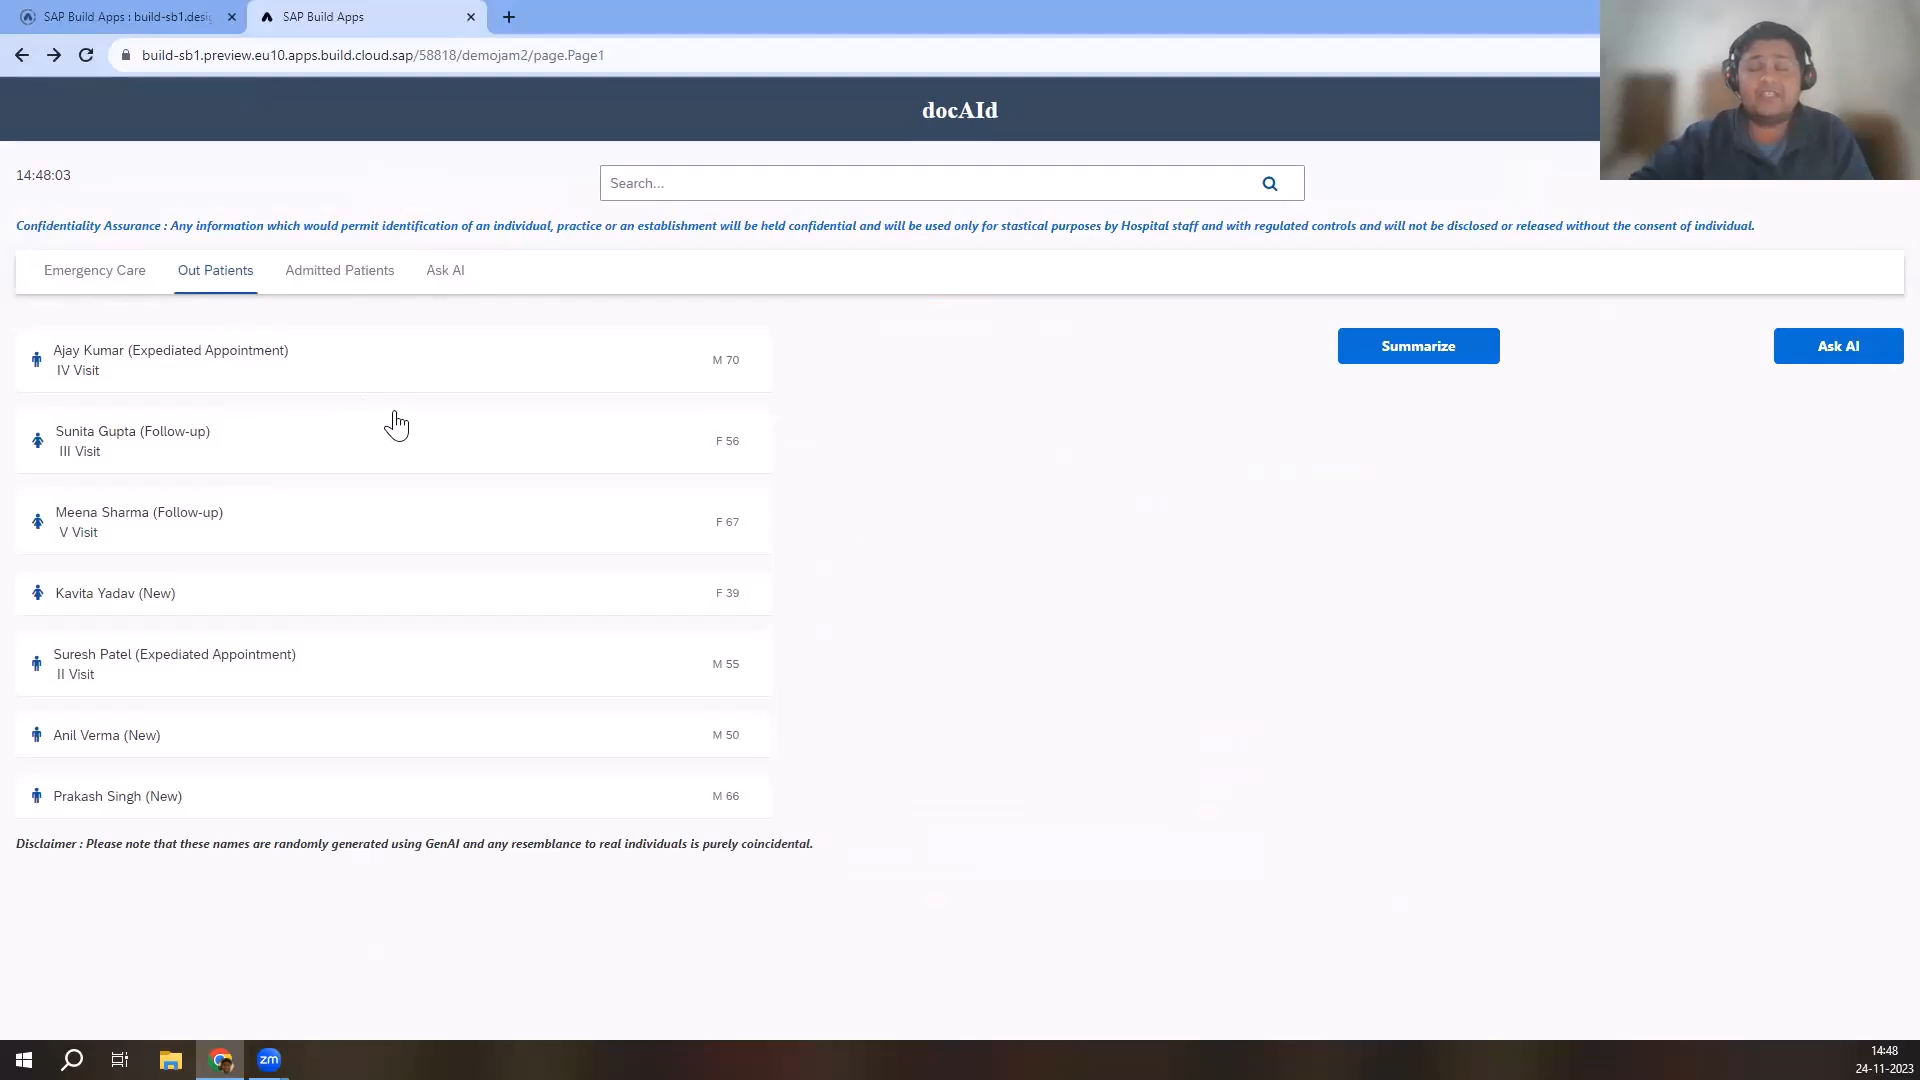 SAP Build Apps : build-sb1.desi
SAP Build Apps
build-sb1.preview.eu10.apps.build.cloud.sap/58818/demojam2/page.Page1
docAId
14:48:03
Search...
Confidentiality Assurance : Any information which would permit identification of an individual, practice or an establishment will be held confidential and will be used only for stastical purposes by Hospital staff and with regulated controls and will not be disclosed or released without the consent of individual.
Emergency Care
Out Patients
Admitted Patients
Ask AI
Ajay Kumar (Expediated Appointment)
IV Visit
M 70
Summarize
Ask AI
Sunita Gupta (Follow-up)
III Visit
F 56
Meena Sharma (Follow-up)
V Visit
F 67
Kavita Yadav (New)
F 39
Suresh Patel (Expediated Appointment)
II Visit
M 55
Anil Verma (New)
M 50
Prakash Singh (New)
M 66
Disclaimer : Please note that these names are randomly generated using GenAI and any resemblance to real individuals is purely coincidental.
zm
14:48
24-11-2023